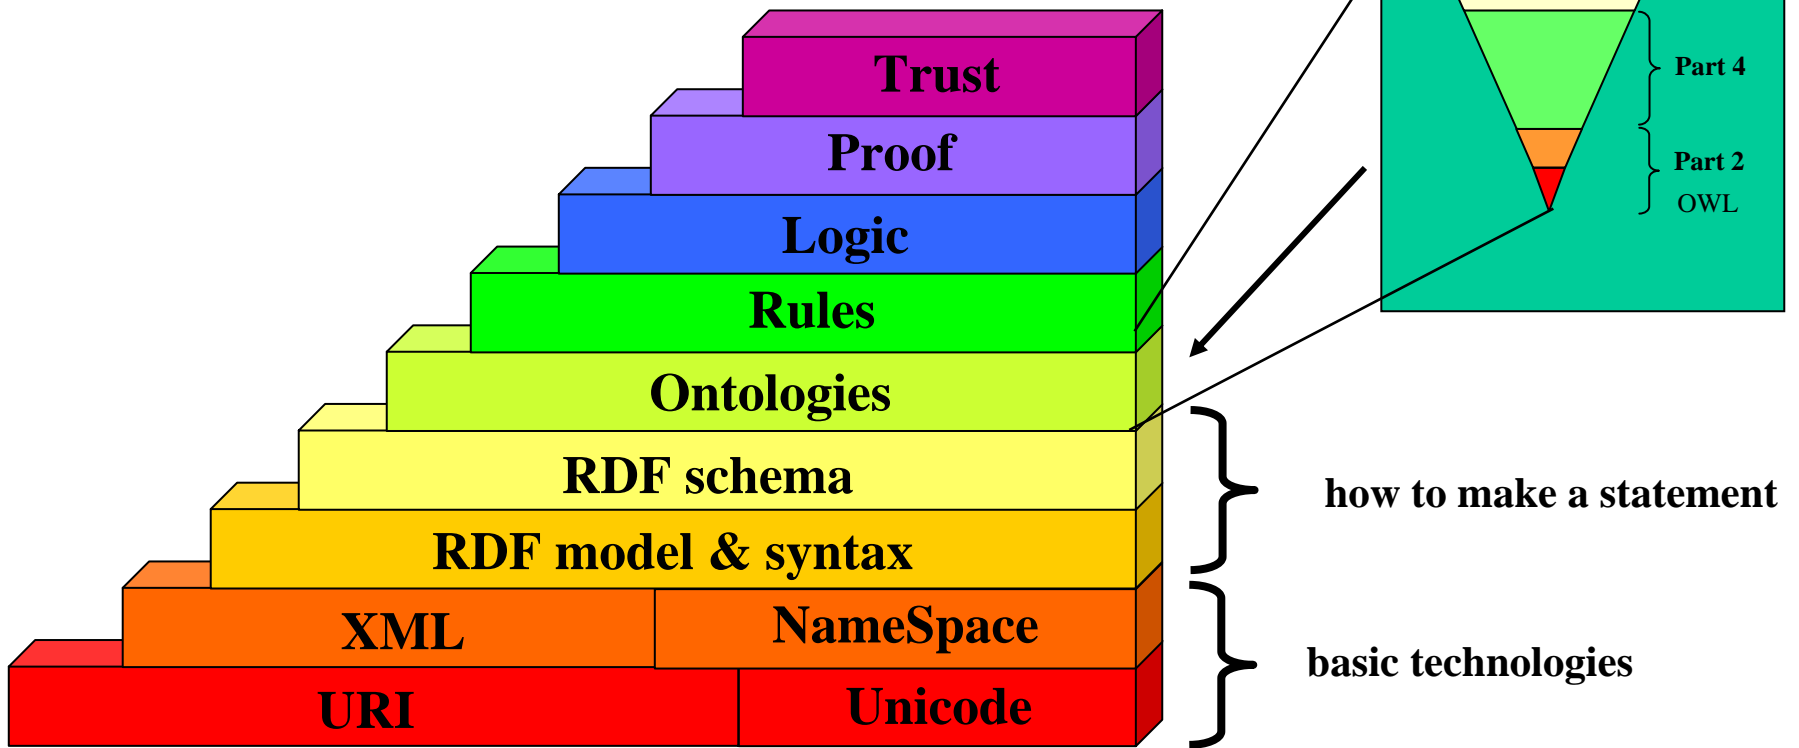 Trust
Proof
Logic
Rules
Ontologies
RDF schema
RDF model & syntax
XML
NameSpace
URI
Unicode
Part 4
Part 2
OWL
how to make a statement
basic technologies